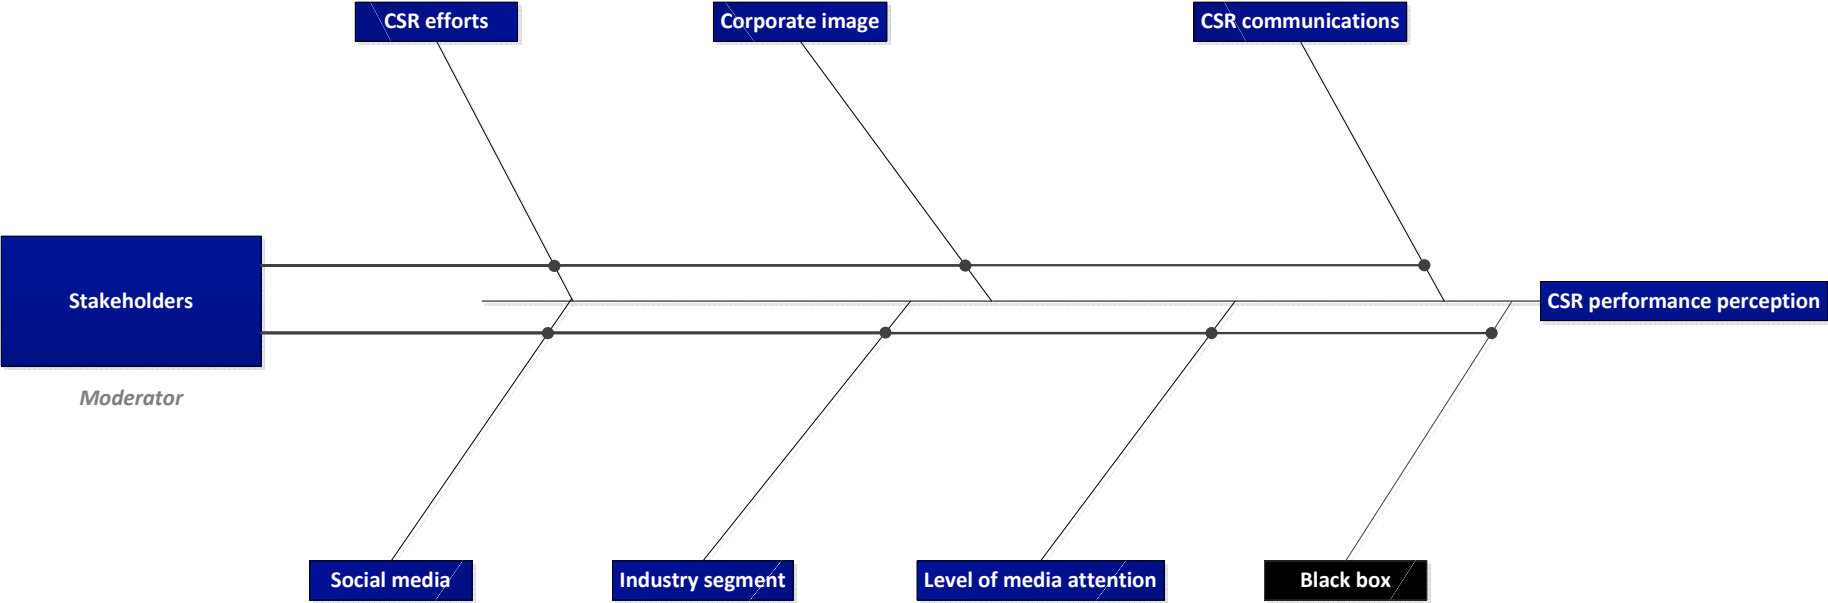 CSR efforts
Corporate image
CSR communications
Stakeholders
CSR performance perception
Moderator
Social media
Industry segment
Level of media attention
Black box